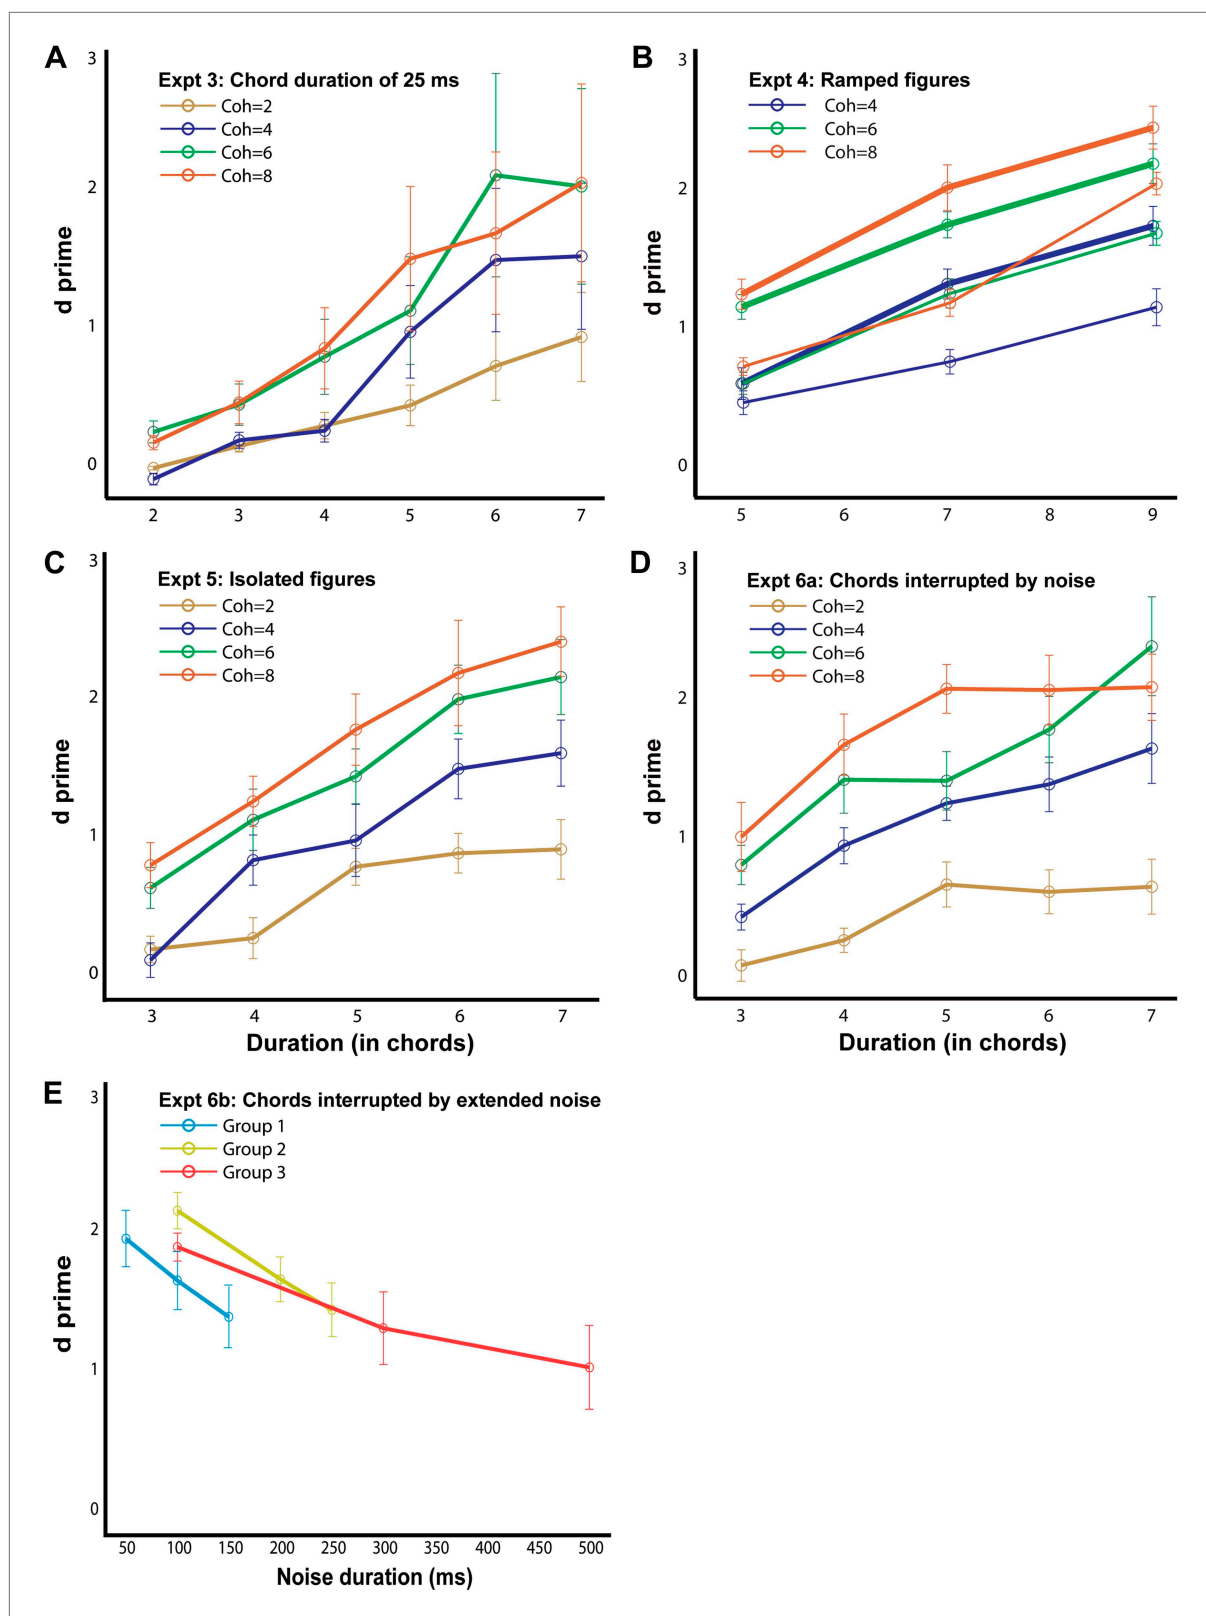 A
3
Expt 3: Chord duration of 25 ms
Coh=2
Coh=4
Coh=6
Coh=8
2
d prime
1
0
2 3 4 5 6 7
B
3
Expt 4: Ramped figures
Coh=4
Coh=6
Coh=8
2
d prime
1
0
5 6 7 8 9
C
3
Expt 5: Isolated figures
Coh=2
Coh=4
Coh=6
Coh=8
2
d prime
1
0
3 4 5 6 7
Duration (in chords)
D
3
Expt 6a: Chords interrupted by noise
Coh=2
Coh=4
Coh=6
Coh=8
2
d prime
1
0
3 4 5 6 7
Duration (in chords)
E
3
Expt 6b: Chords interrupted by extended noise
Group 1
Group 2
Group 3
2
d prime
1
0
50 100 150 200 250 300 350 400 450 500
Noise duration (ms)